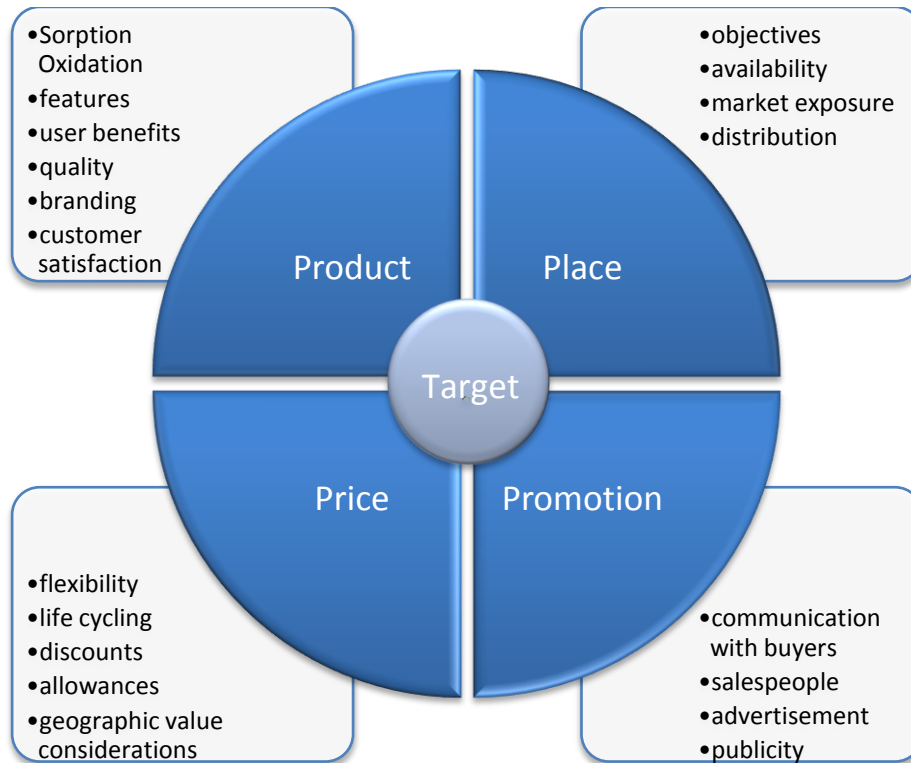 •Sorption
Oxidation
•features
•user benefits
•quality
•branding
•customer
satisfaction
•objectives
•availability
•market exposure
•distribution
Product
Place
Target
Price
Promotion
•flexibility
•life cycling
•discounts
•allowances
•geographic value
considerations
•communication
with buyers
•salespeople
•advertisement
•publicity